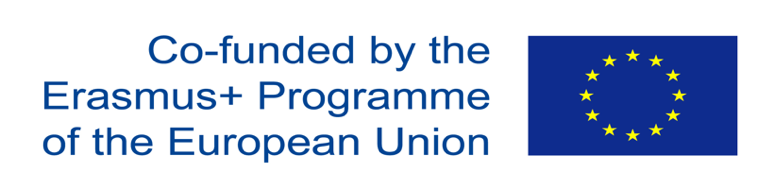 Co-funded by the
Erasmus+ Programme
of the European Union